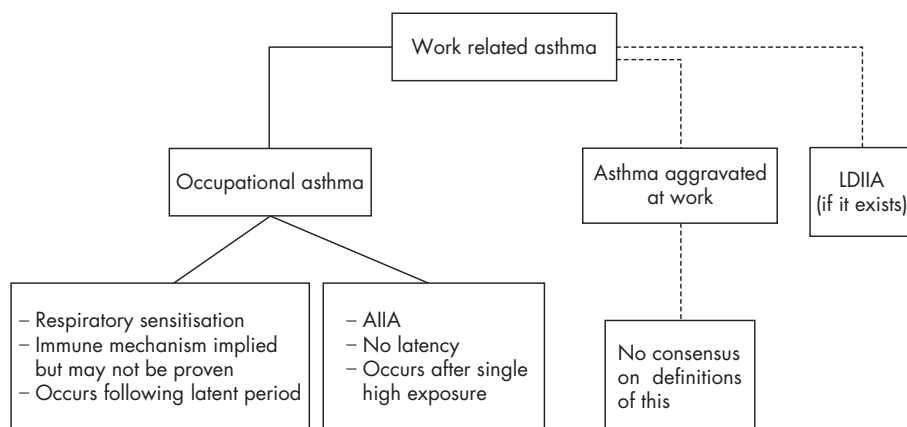 Work related asthma
Occupational asthma
Asthma aggravated
at work
LDIIA
(if it exists)
– Respiratory sensitisation
– Immune mechanism implied
but may not be proven
– Occurs following latent period
– AIIA
– No latency
– Occurs after single
high exposure
No consensus
on definitions
of this